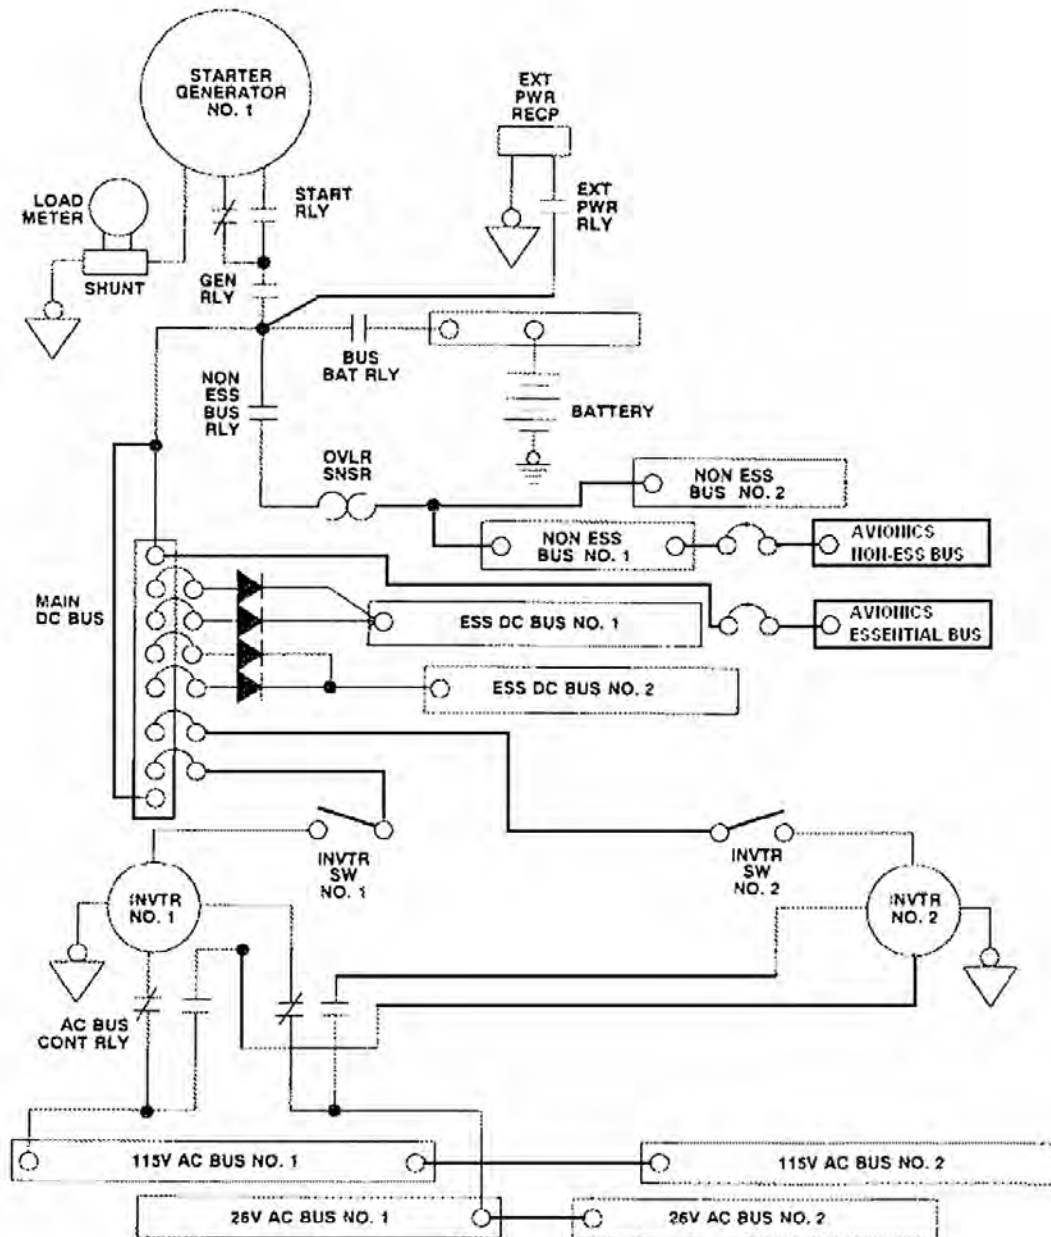 STARTER
GENERATOR
NO. 1
EXT
PWR
RECP
LOAD
METER
START
RLY
EXT
PWR
RLY
SHUNT
GEN
RLY
BUS
BAT RLY
NON
ESS
BUS
RLY
BATTERY
OVLR
SNSR
NON ESS
BUS NO. 2
NON ESS
BUS NO. 1
AVIONICS
NON-ESS BUS
MAIN
DC BUS
ESS DC BUS NO. 1
AVIONICS
ESSENTIAL BUS
ESS DC BUS NO. 2
INVTR
SW
NO. 1
INVTR
SW
NO. 2
INVTR
NO. 1
INVTR
NO. 2
AC BUS
CONT RLY
115V AC BUS NO. 1
115V AC BUS NO. 2
26V AC BUS NO. 1
26V AC BUS NO. 2